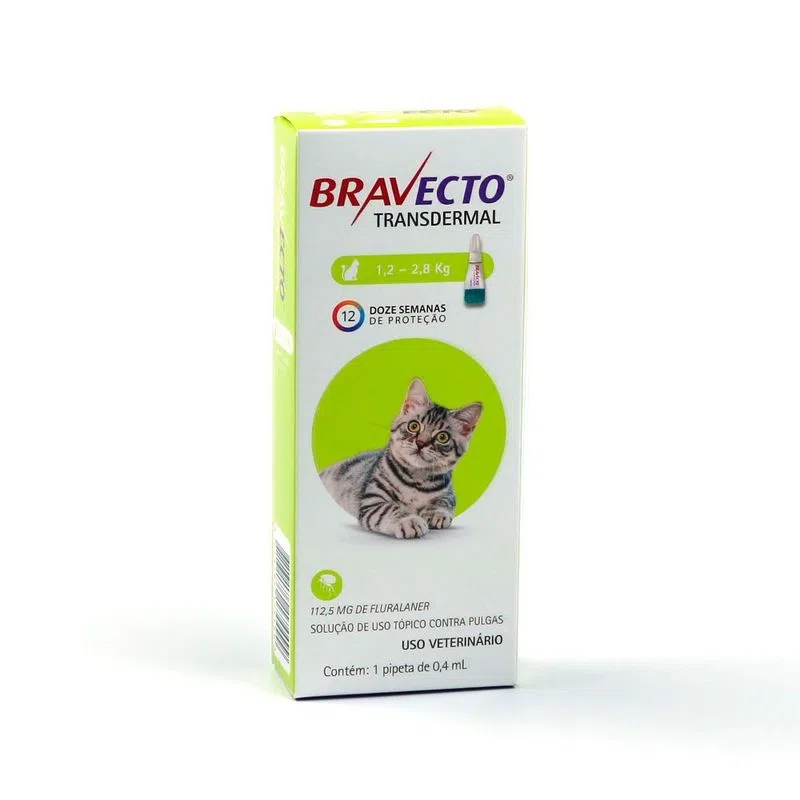 BRAVECTO®
TRANSDERMAL
1,2 – 2,8 Kg
12 DOZE SEMANAS
DE PROTEÇÃO
112,5 MG DE FLURALANER
SOLUÇÃO DE USO TÓPICO CONTRA PULGAS
USO VETERINÁRIO
Contém: 1 pipeta de 0,4 mL
BRAVECTO